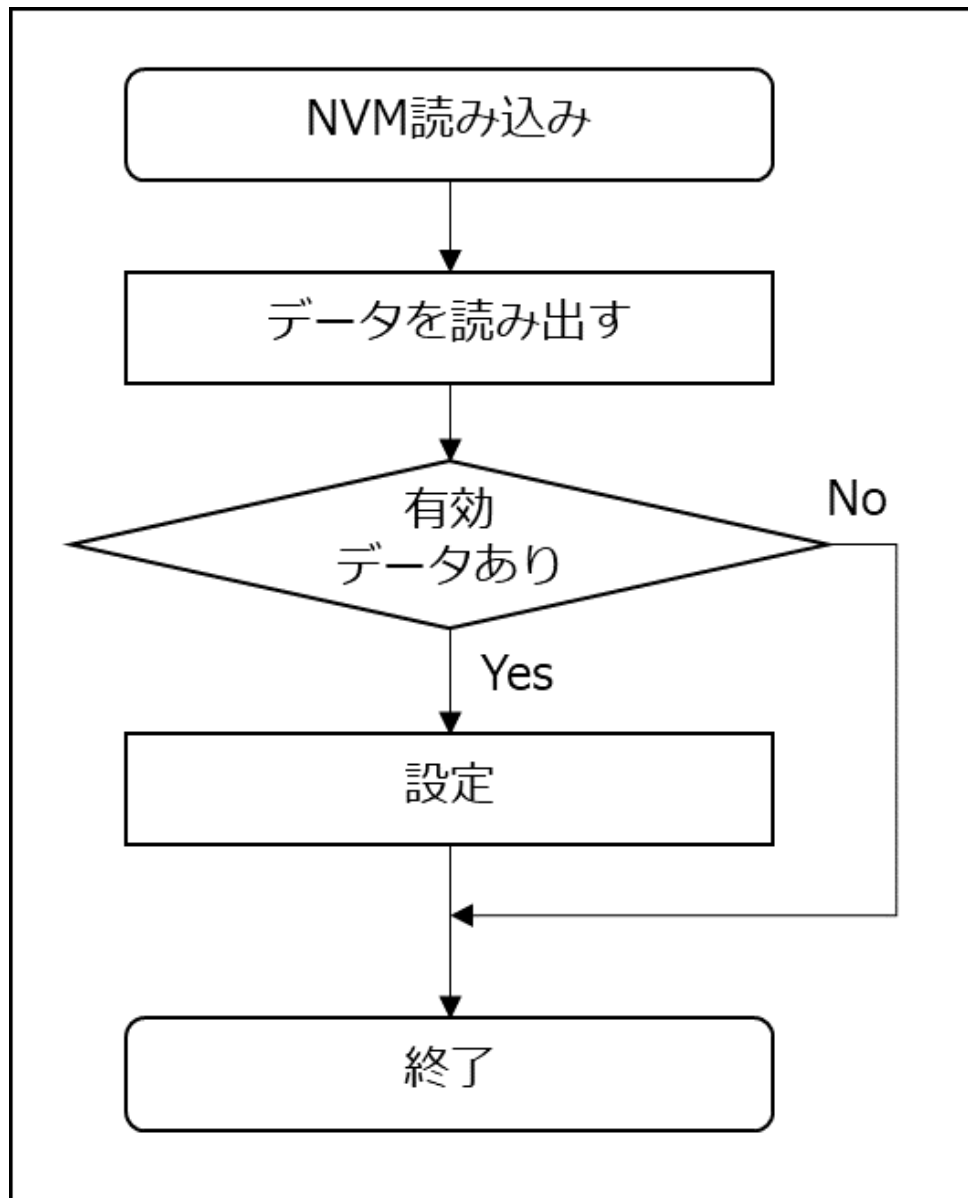 NVM読み込み
データを読み出す
有効
データあり
No
Yes
設定
終了